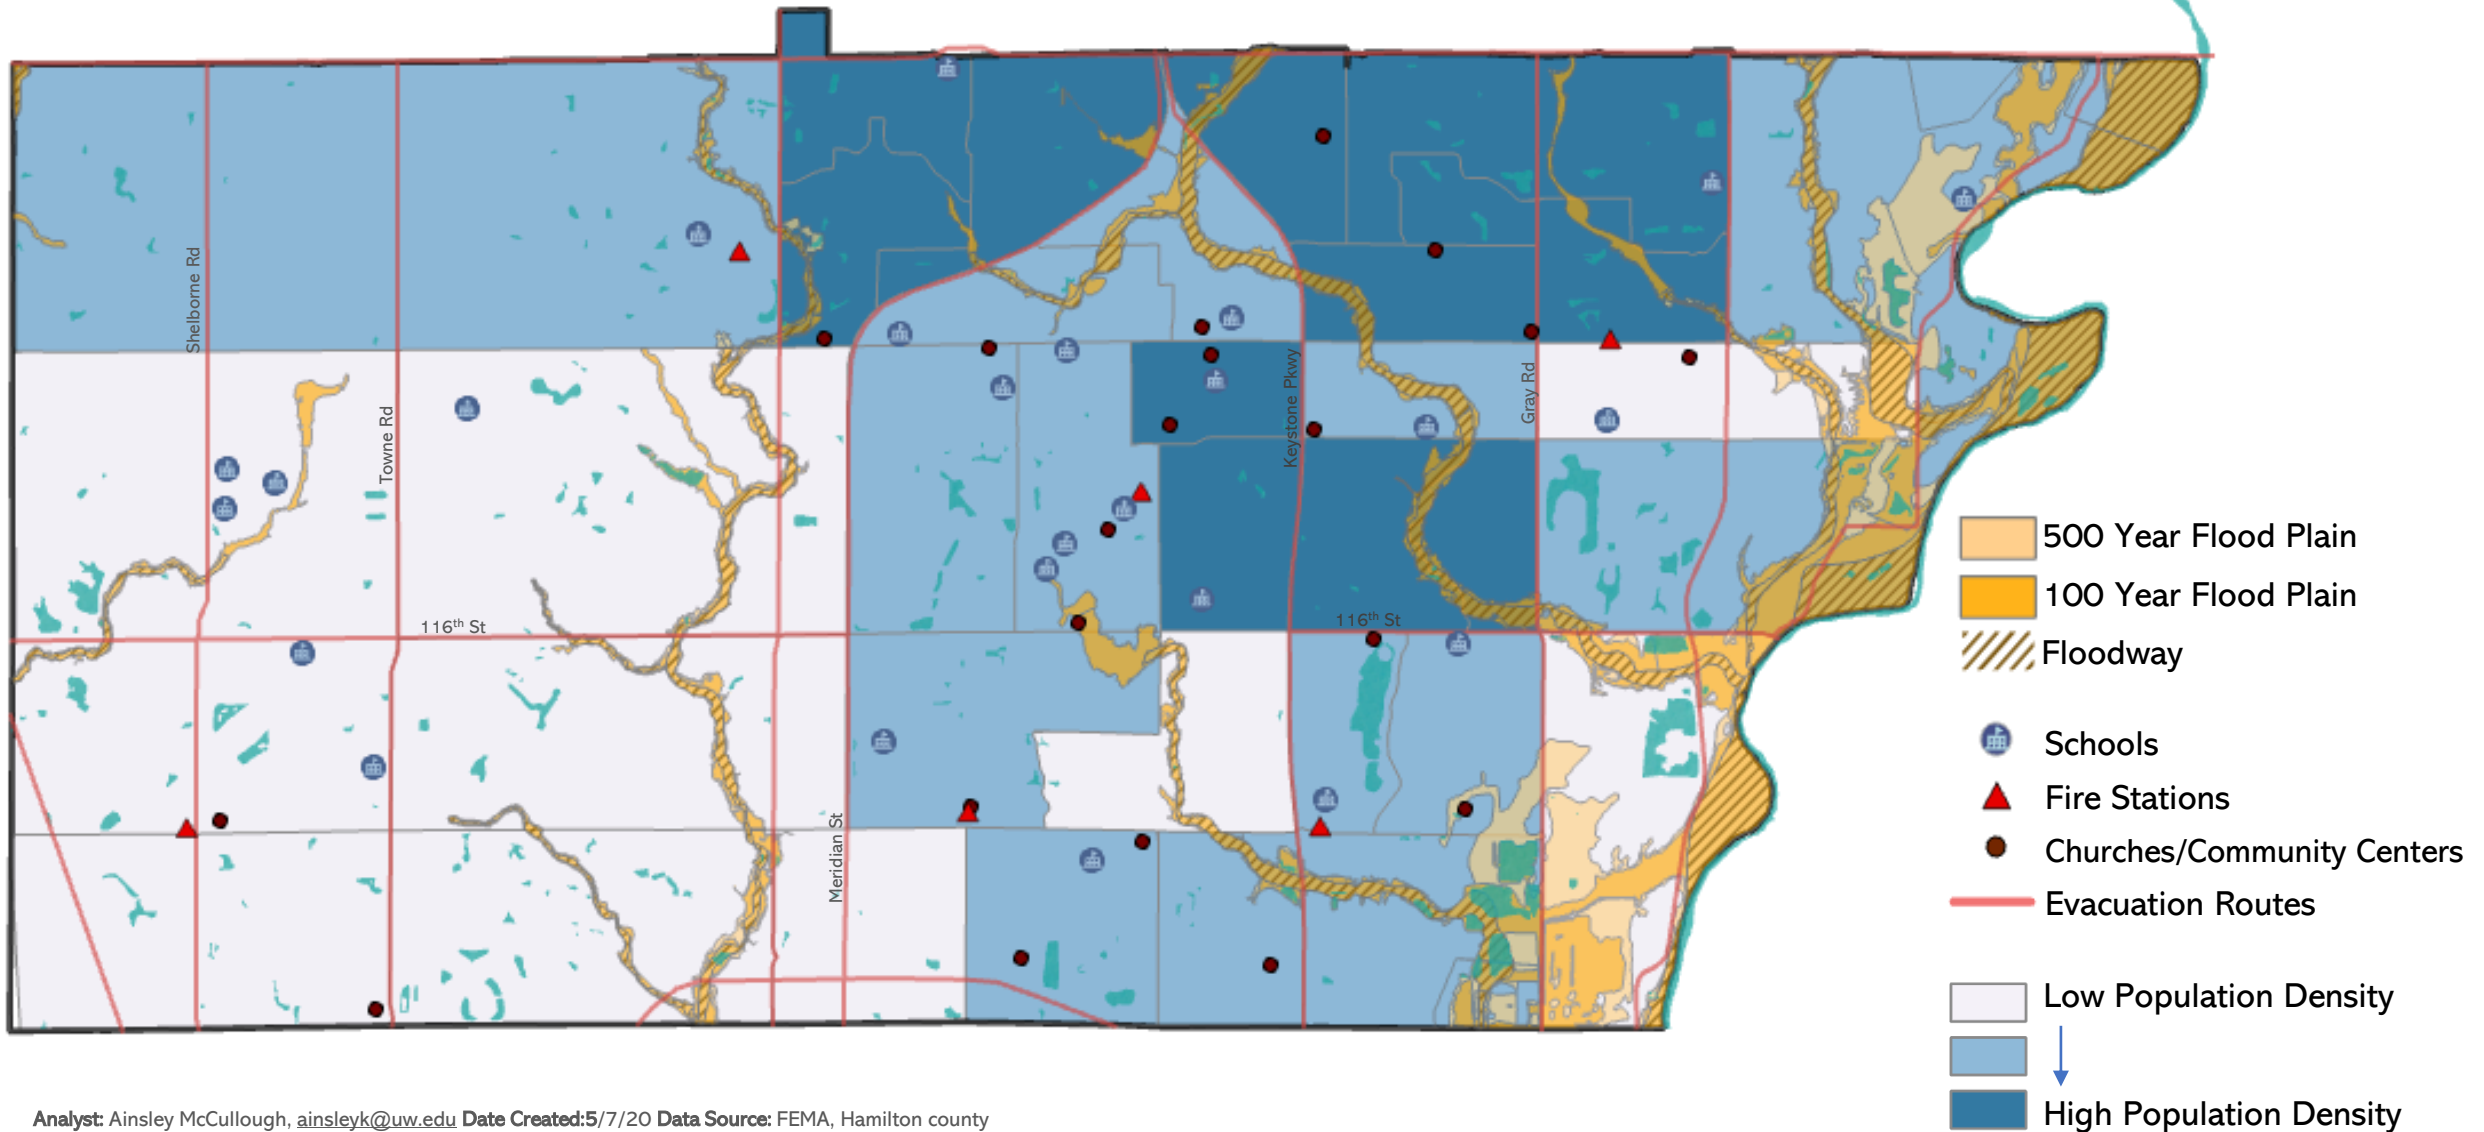 Shelborne Rd
Towne Rd
116th St
Meridian St
Keystone Pkwy
116th St
Gray Rd
500 Year Flood Plain
100 Year Flood Plain
Floodway
Schools
Fire Stations
Churches/Community Centers
Evacuation Routes
Low Population Density
High Population Density
Analyst: Ainsley McCullough, ainsleyk@uw.edu Date Created:5/7/20 Data Source: FEMA, Hamilton county